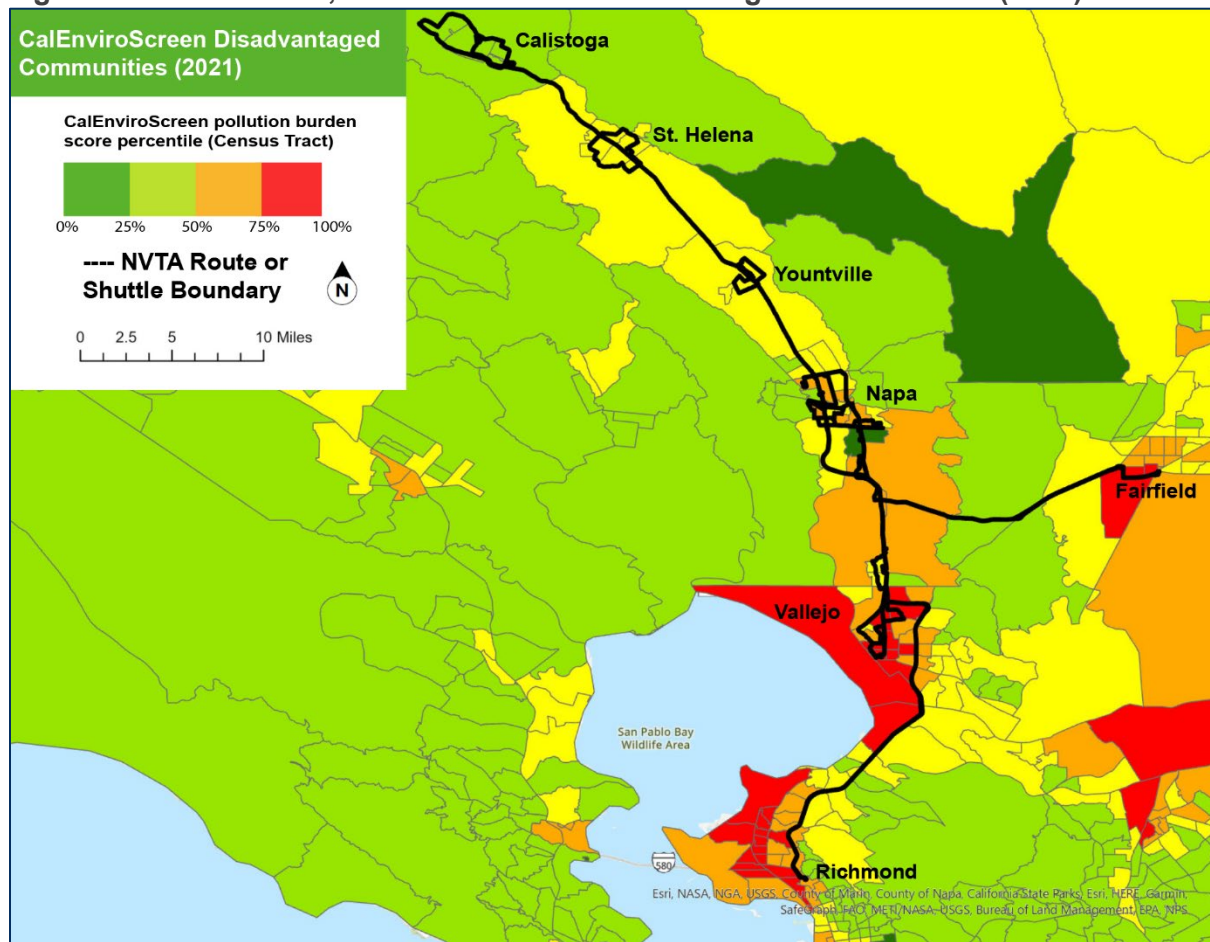 CalEnviroScreen Disadvantaged
Communities (2021)
CalEnviroScreen pollution burden
score percentile (Census Tract)
0% 25% 50% 75% 100%
---- NVTA Route or
Shuttle Boundary
N
0 2.5 5 10 Miles
Calistoga
St. Helena
Yountville
Napa
Fairfield
Vallejo
San Pablo Bay
Wildlife Area
580
Richmond
Esri, NASA, NGA, USGS, County of Marin, County of Napa, California State Parks, Esri, HERE, Garmin,
SafeGraph, FAO, METI/NASA, USGS, Bureau of Land Management, EPA, NPS